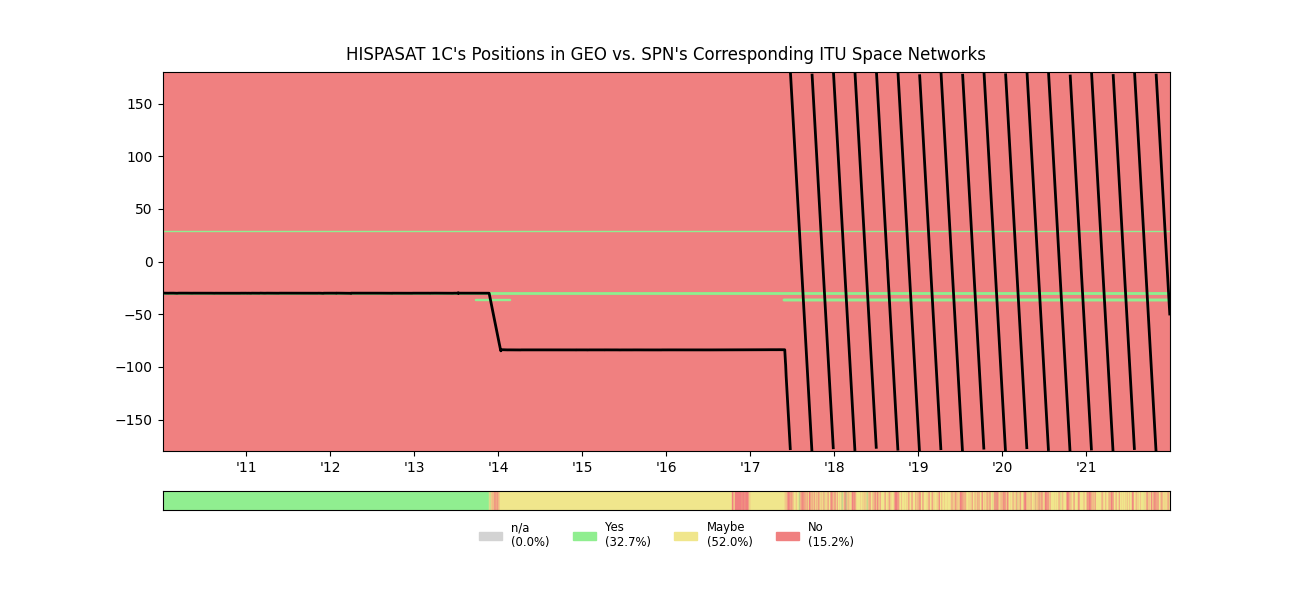 HISPASAT 1C's Positions in GEO vs. SPN's Corresponding ITU Space Networks
150
100
50
0
−50
−100
−150
'11 '12 '13 '14 '15 '16 '17 '18 '19 '20 '21
n/a Yes Maybe No
(0.0%) (32.7%) (52.0%) (15.2%)